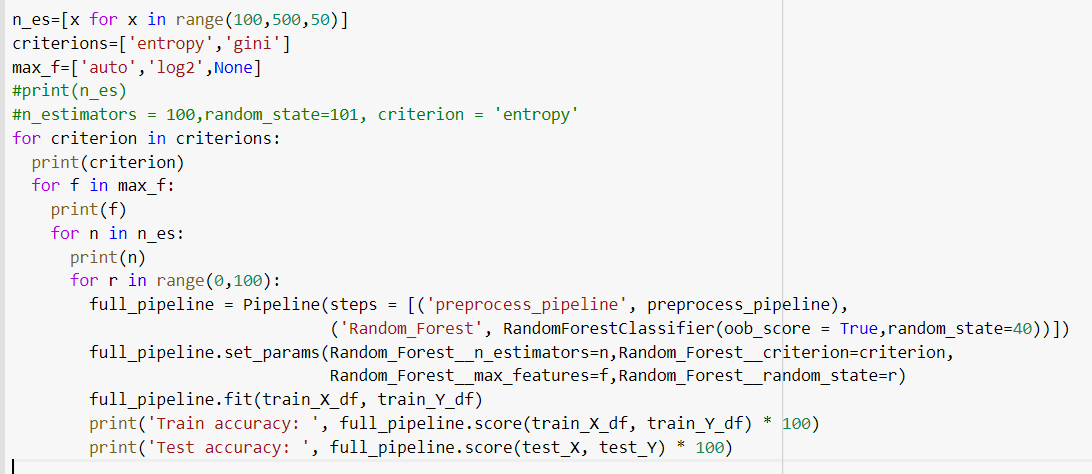 n_es=[x for x in range(100,500,50)]
criterions=['entropy','gini']
max_f=['auto','log2',None]
#print(n_es)
#n_estimators = 100,random_state=101, criterion = 'entropy'
for criterion in criterions:
  print(criterion)
  for f in max_f:
    print(f)
    for n in n_es:
      print(n)
      for r in range(0,100):
        full_pipeline = Pipeline(steps = [('preprocess_pipeline', preprocess_pipeline),
                                 ('Random_Forest', RandomForestClassifier(oob_score = True,random_state=40))])
        full_pipeline.set_params(Random_Forest__n_estimators=n,Random_Forest__criterion=criterion,
                                 Random_Forest__max_features=f,Random_Forest__random_state=r)
        full_pipeline.fit(train_X_df, train_Y_df)
        print('Train accuracy: ', full_pipeline.score(train_X_df, train_Y_df) * 100)
        print('Test accuracy: ', full_pipeline.score(test_X, test_Y) * 100)